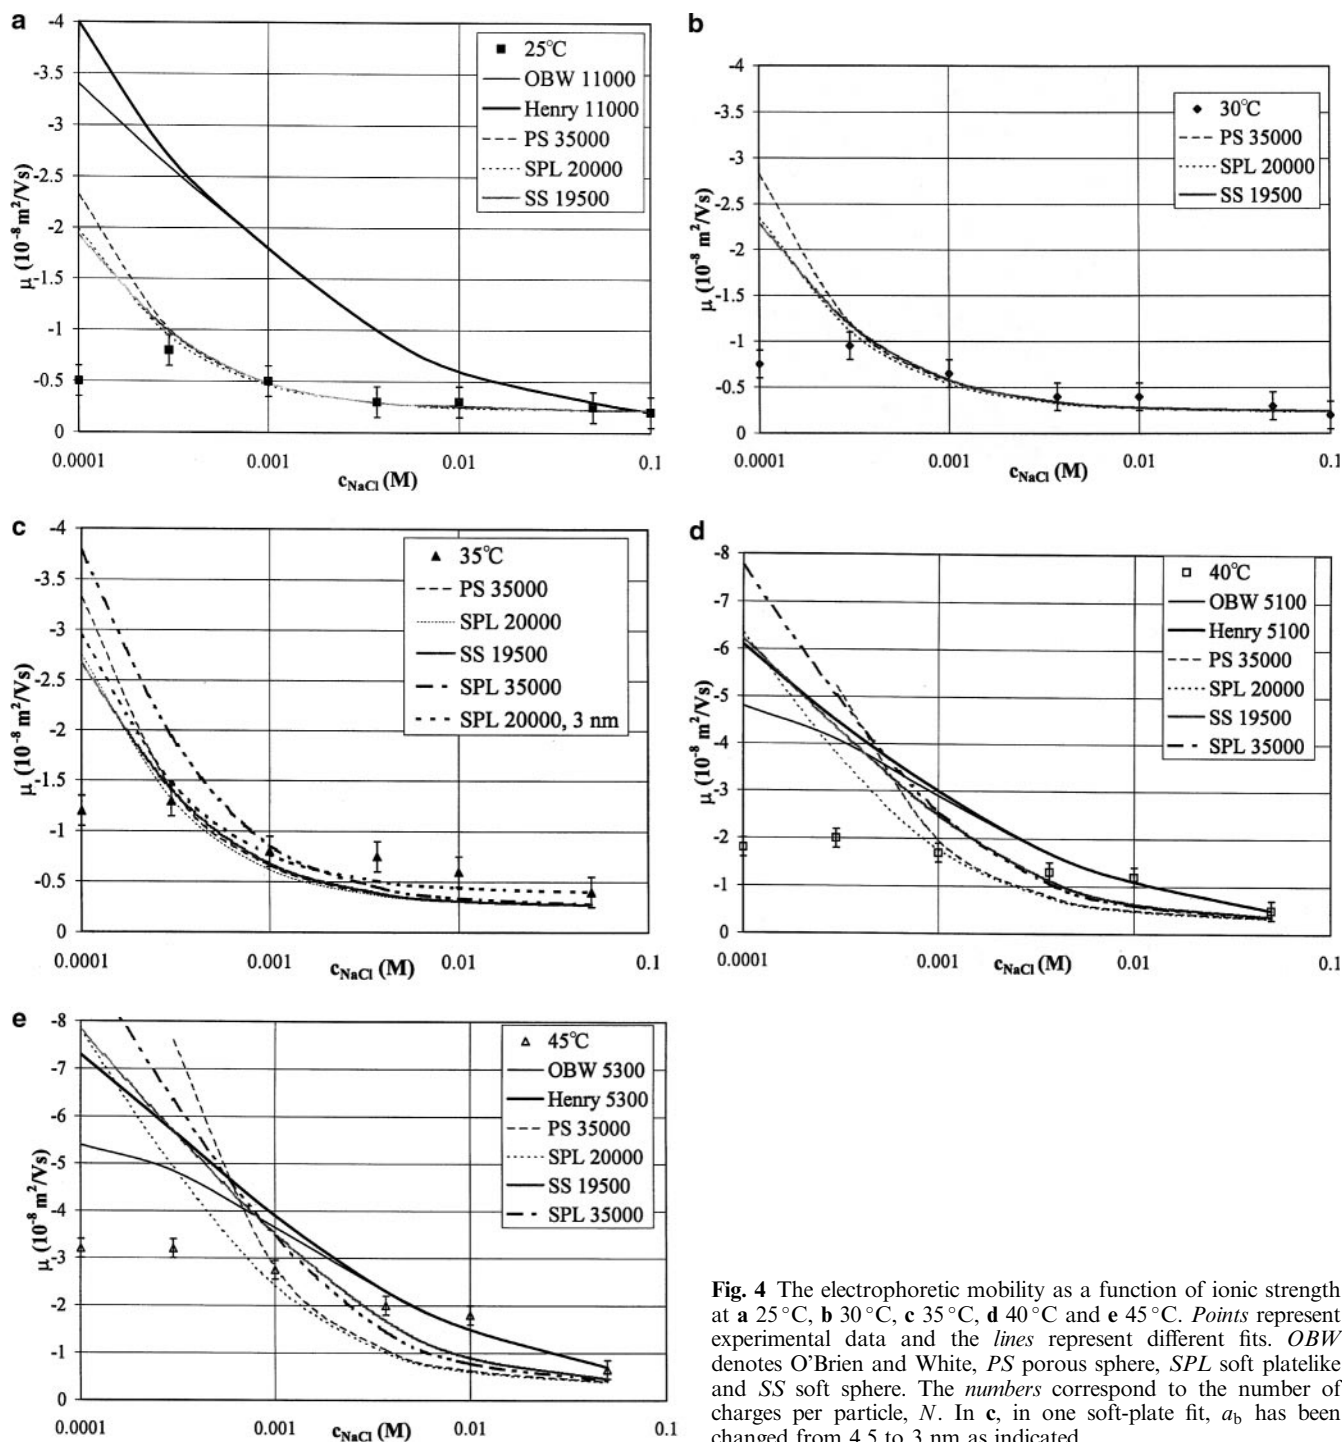 a
-4
-3.5
-3
-2.5
-2
-1.5
-1
-0.5
0
μ (10⁻⁸ m²/Vs)
25°C
OBW 11000
Henry 11000
PS 35000
SPL 20000
SS 19500
0.0001 0.001 0.01 0.1
c_NaCl (M)
b
-4
-3.5
-3
-2.5
-2
-1.5
-1
-0.5
0
μ (10⁻⁸ m²/Vs)
30°C
PS 35000
SPL 20000
SS 19500
0.0001 0.001 0.01 0.1
c_NaCl (M)
c
-4
-3.5
-3
-2.5
-2
-1.5
-1
-0.5
0
μ (10⁻⁸ m²/Vs)
35°C
PS 35000
SPL 20000
SS 19500
SPL 35000
SPL 20000, 3 nm
0.0001 0.001 0.01 0.1
c_NaCl (M)
d
-8
-7
-6
-5
-4
-3
-2
-1
0
μ (10⁻⁸ m²/Vs)
40°C
OBW 5100
Henry 5100
PS 35000
SPL 20000
SS 19500
SPL 35000
0.0001 0.001 0.01 0.1
c_NaCl (M)
e
-8
-7
-6
-5
-4
-3
-2
-1
0
μ (10⁻⁸ m²/Vs)
45°C
OBW 5300
Henry 5300
PS 35000
SPL 20000
SS 19500
SPL 35000
0.0001 0.001 0.01 0.1
c_NaCl (M)
Fig. 4 The electrophoretic mobility as a function of ionic strength
at a 25 °C, b 30 °C, c 35 °C, d 40 °C and e 45 °C. Points represent
experimental data and the lines represent different fits. OBW
denotes O'Brien and White, PS porous sphere, SPL soft platelike
and SS soft sphere. The numbers correspond to the number of
charges per particle, N. In c, in one soft-plate fit, a_b has been
changed from 4.5 to 3 nm as indicated